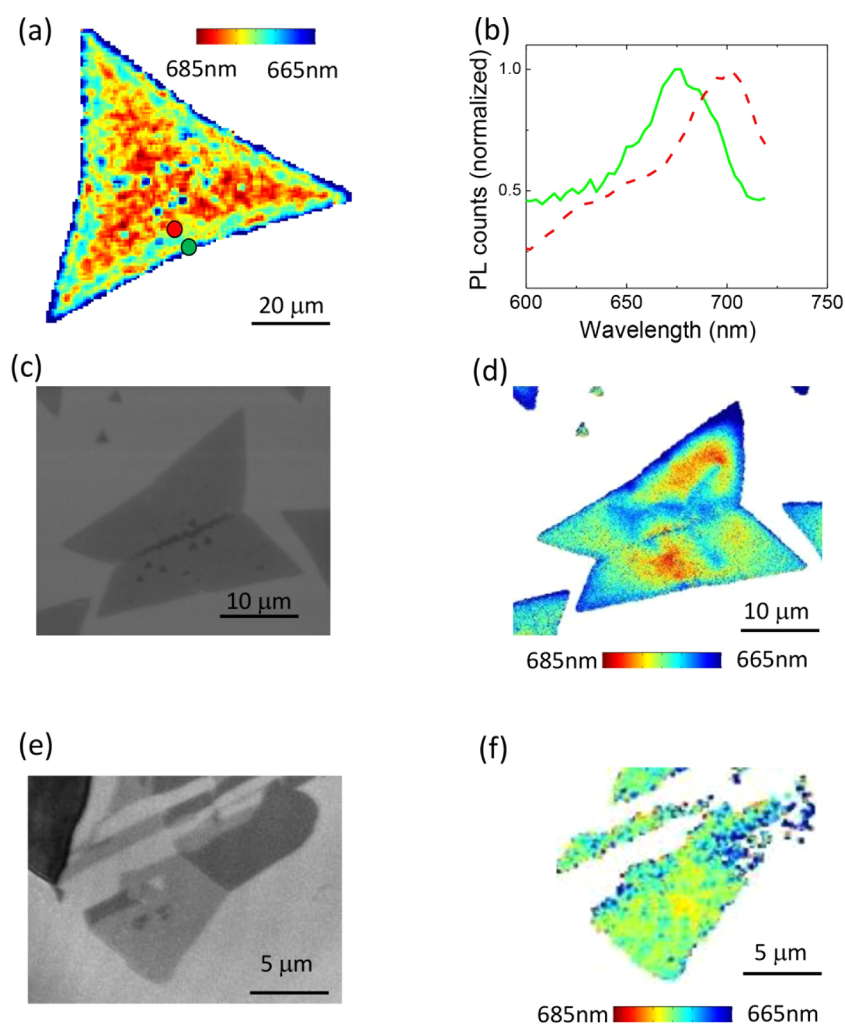 (a)
685nm 665nm
20 μm
(b)
PL counts (normalized)
1.0
0.5
600 650 700 750
Wavelength (nm)
(c)
10 μm
(d)
10 μm
685nm 665nm
(e)
5 μm
(f)
5 μm
685nm 665nm